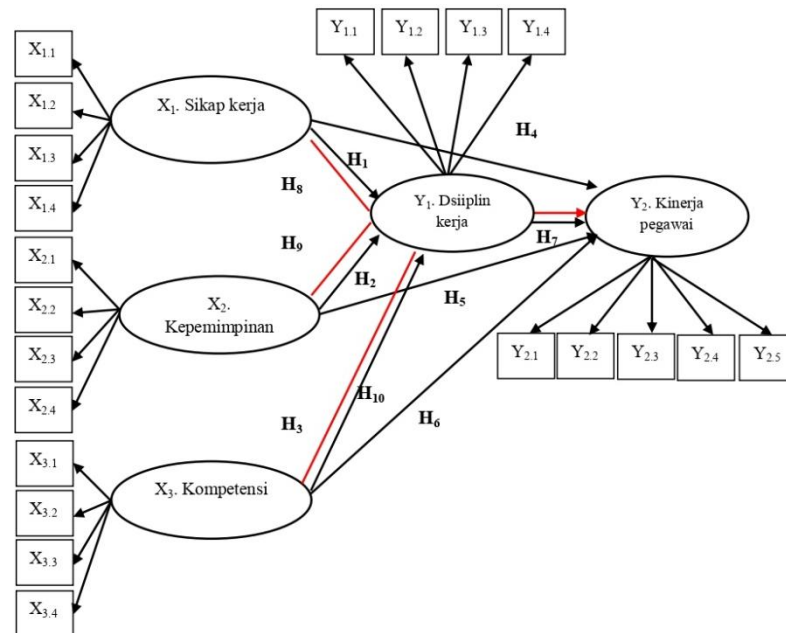 Y1.1
Y1.2
Y1.3
Y1.4
X1.1
X1.2
X1.3
X1.4
X1. Sikap kerja
H4
H1
H8
Y1. Dsiiplin
kerja
Y2. Kinerja
pegawai
H7
H9
H2
X2.1
X2.2
X2.3
X2.4
X2.
Kepemimpinan
H5
Y2.1
Y2.2
Y2.3
Y2.4
Y2.5
H10
H6
H3
X3.1
X3.2
X3.3
X3.4
X3. Kompetensi